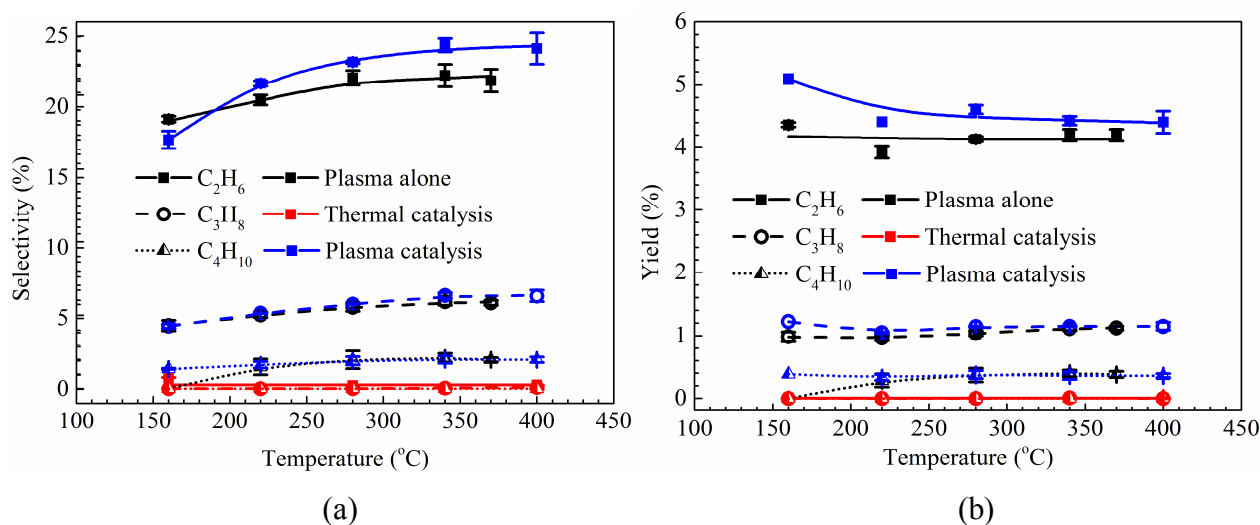 25
20
15
10
5
0
Selectivity (%)
C2H6 Plasma alone
C3H8 Thermal catalysis
C4H10 Plasma catalysis
100 150 200 250 300 350 400 450
Temperature (oC)
(a)
6
5
4
3
2
1
0
Yield (%)
C2H6 Plasma alone
C3H8 Thermal catalysis
C4H10 Plasma catalysis
100 150 200 250 300 350 400 450
Temperature (oC)
(b)